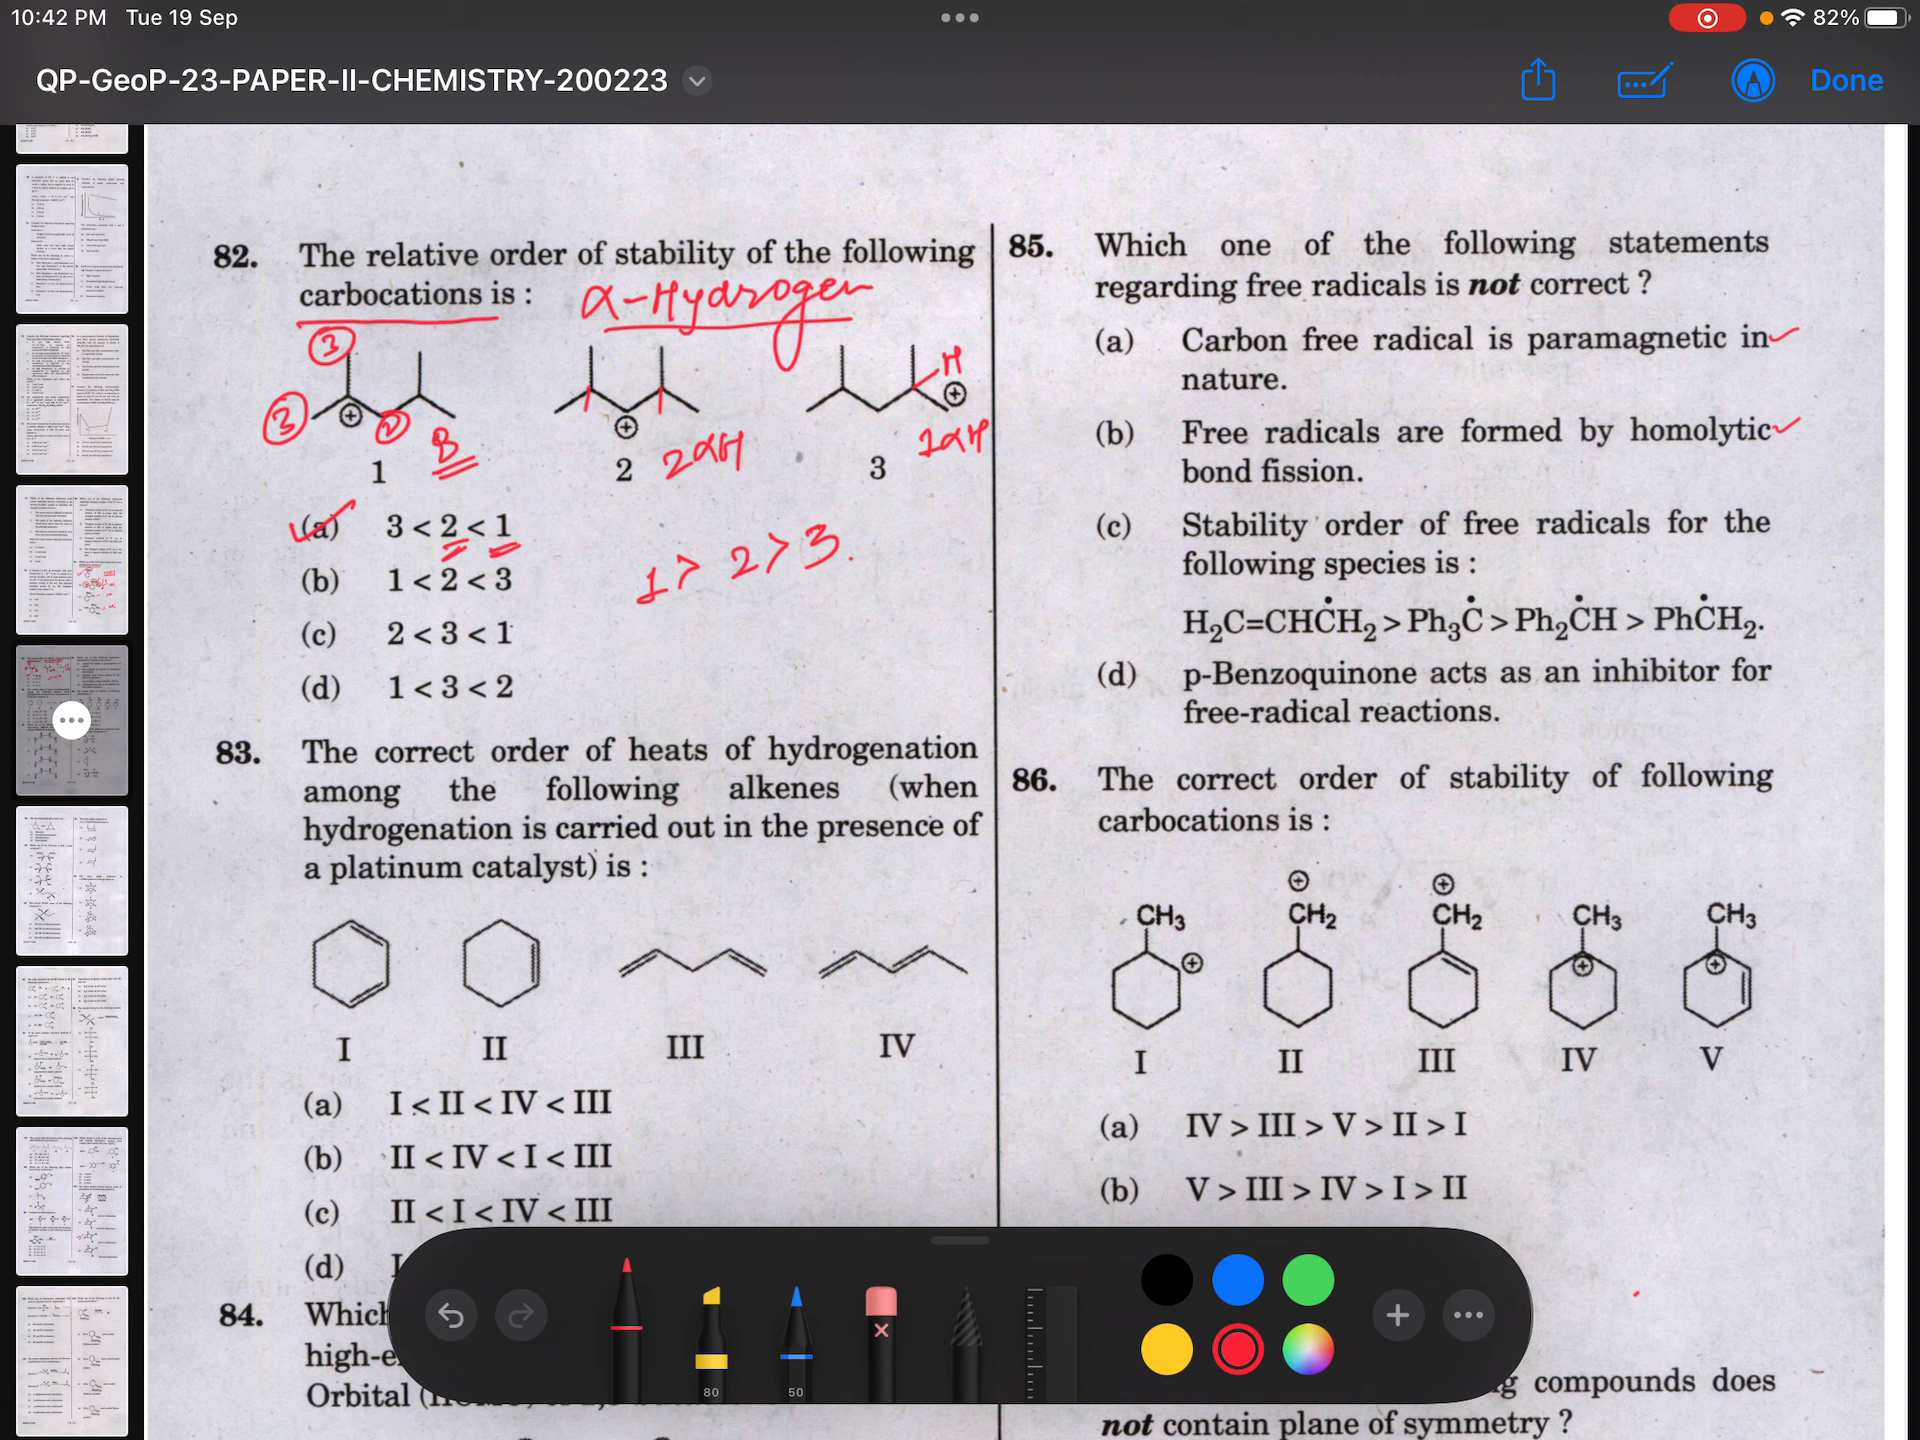 10:42 PM Tue 19 Sep
82%
QP-GeoP-23-PAPER-II-CHEMISTRY-200223
Done
82. The relative order of stability of the following
carbocations is :
α-Hydrogen
3
3
2
8
H
1
2
2αH
3
1αH
(a) 3 < 2 < 1
(b) 1 < 2 < 3
(c) 2 < 3 < 1
(d) 1 < 3 < 2
1 > 2 > 3.
83. The correct order of heats of hydrogenation
among the following alkenes (when
hydrogenation is carried out in the presence of
a platinum catalyst) is :
I II III IV
(a) I < II < IV < III
(b) II < IV < I < III
(c) II < I < IV < III
(d)
84. Which
high-e
Orbital
85. Which one of the following statements
regarding free radicals is not correct ?
(a) Carbon free radical is paramagnetic in
nature.
(b) Free radicals are formed by homolytic
bond fission.
(c) Stability order of free radicals for the
following species is :
H₂C=CHĊH₂ > Ph₃Ċ > Ph₂ĊH > PhĊH₂.
(d) p-Benzoquinone acts as an inhibitor for
free-radical reactions.
86. The correct order of stability of following
carbocations is :
CH₃ CH₂ CH₂ CH₃ CH₃
I II III IV V
(a) IV > III > V > II > I
(b) V > III > IV > I > II
g compounds does
not contain plane of symmetry ?
80
50